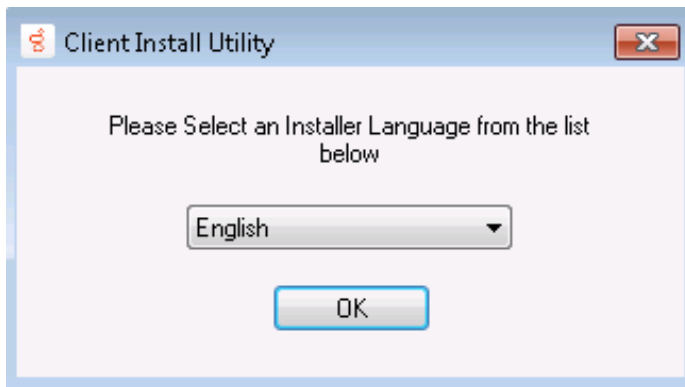 Client Install Utility
Please Select an Installer Language from the list
below
English
OK